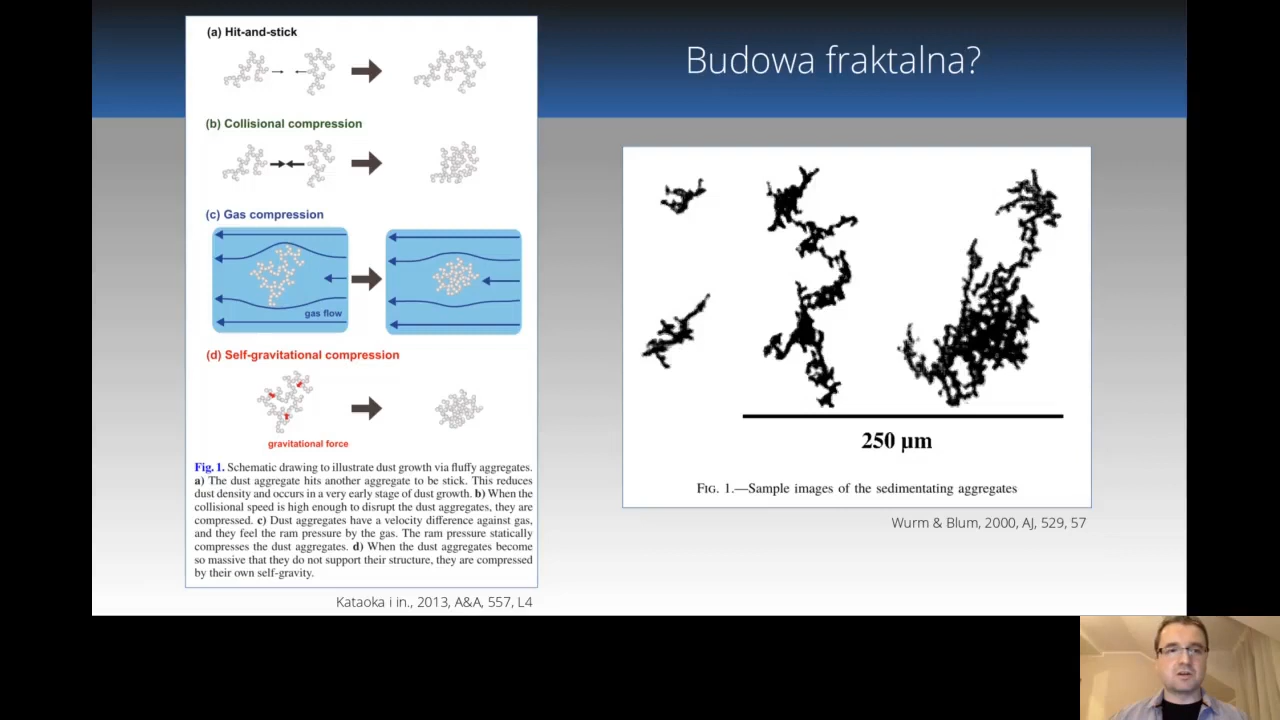 Budowa fraktalna?
(a) Hit-and-stick
(b) Collisional compression
(c) Gas compression
gas flow
(d) Self-gravitational compression
gravitational force
Fig. 1. Schematic drawing to illustrate dust growth via fluffy aggregates.
a) The dust aggregate hits another aggregate to be stick. This reduces
dust density and occurs in a very early stage of dust growth. b) When the
collisional speed is high enough to disrupt the dust aggregates, they are
compressed. c) Dust aggregates have a velocity difference against gas,
and they feel the ram pressure by the gas. The ram pressure statically
compresses the dust aggregates. d) When the dust aggregates become
so massive that they do not support their structure, they are compressed
by their own self-gravity.
Kataoka i in., 2013, A&A, 557, L4
250 µm
FIG. 1.—Sample images of the sedimentating aggregates
Wurm & Blum, 2000, AJ, 529, 57